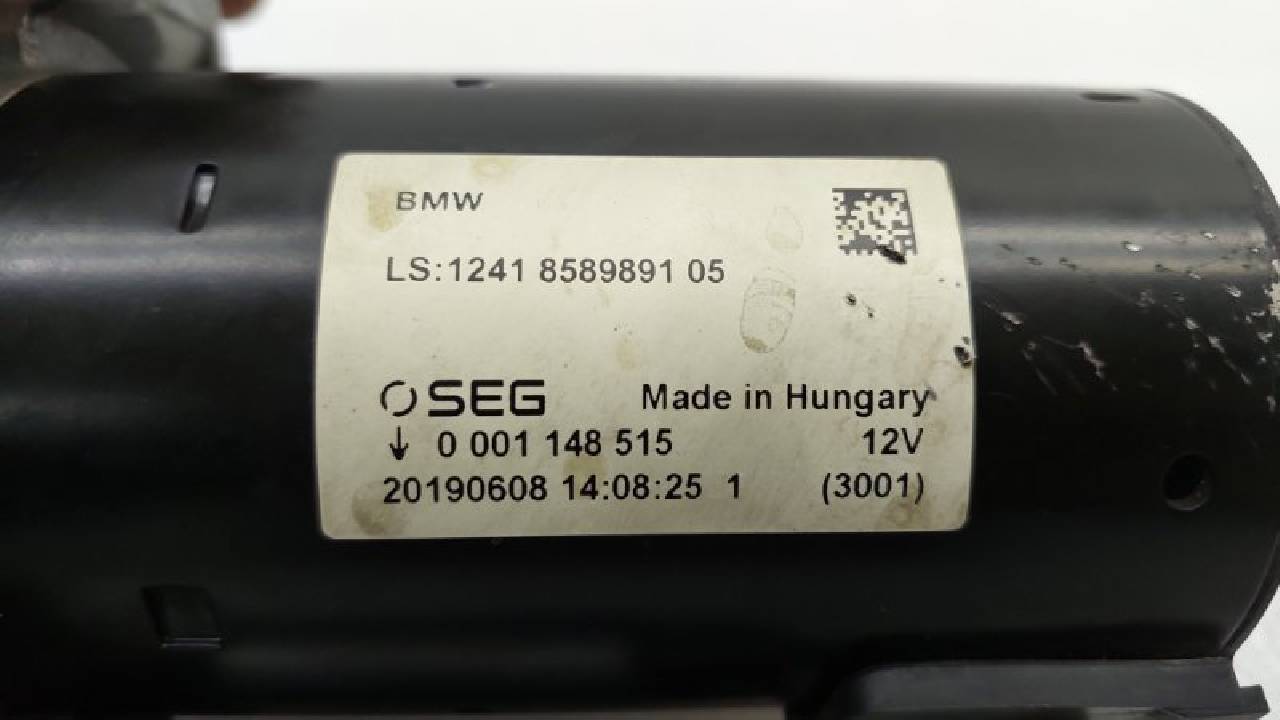 BMW
LS:1241 8589891 05
SEG Made in Hungary
0 001 148 515 12V
20190608 14:08:25 1 (3001)